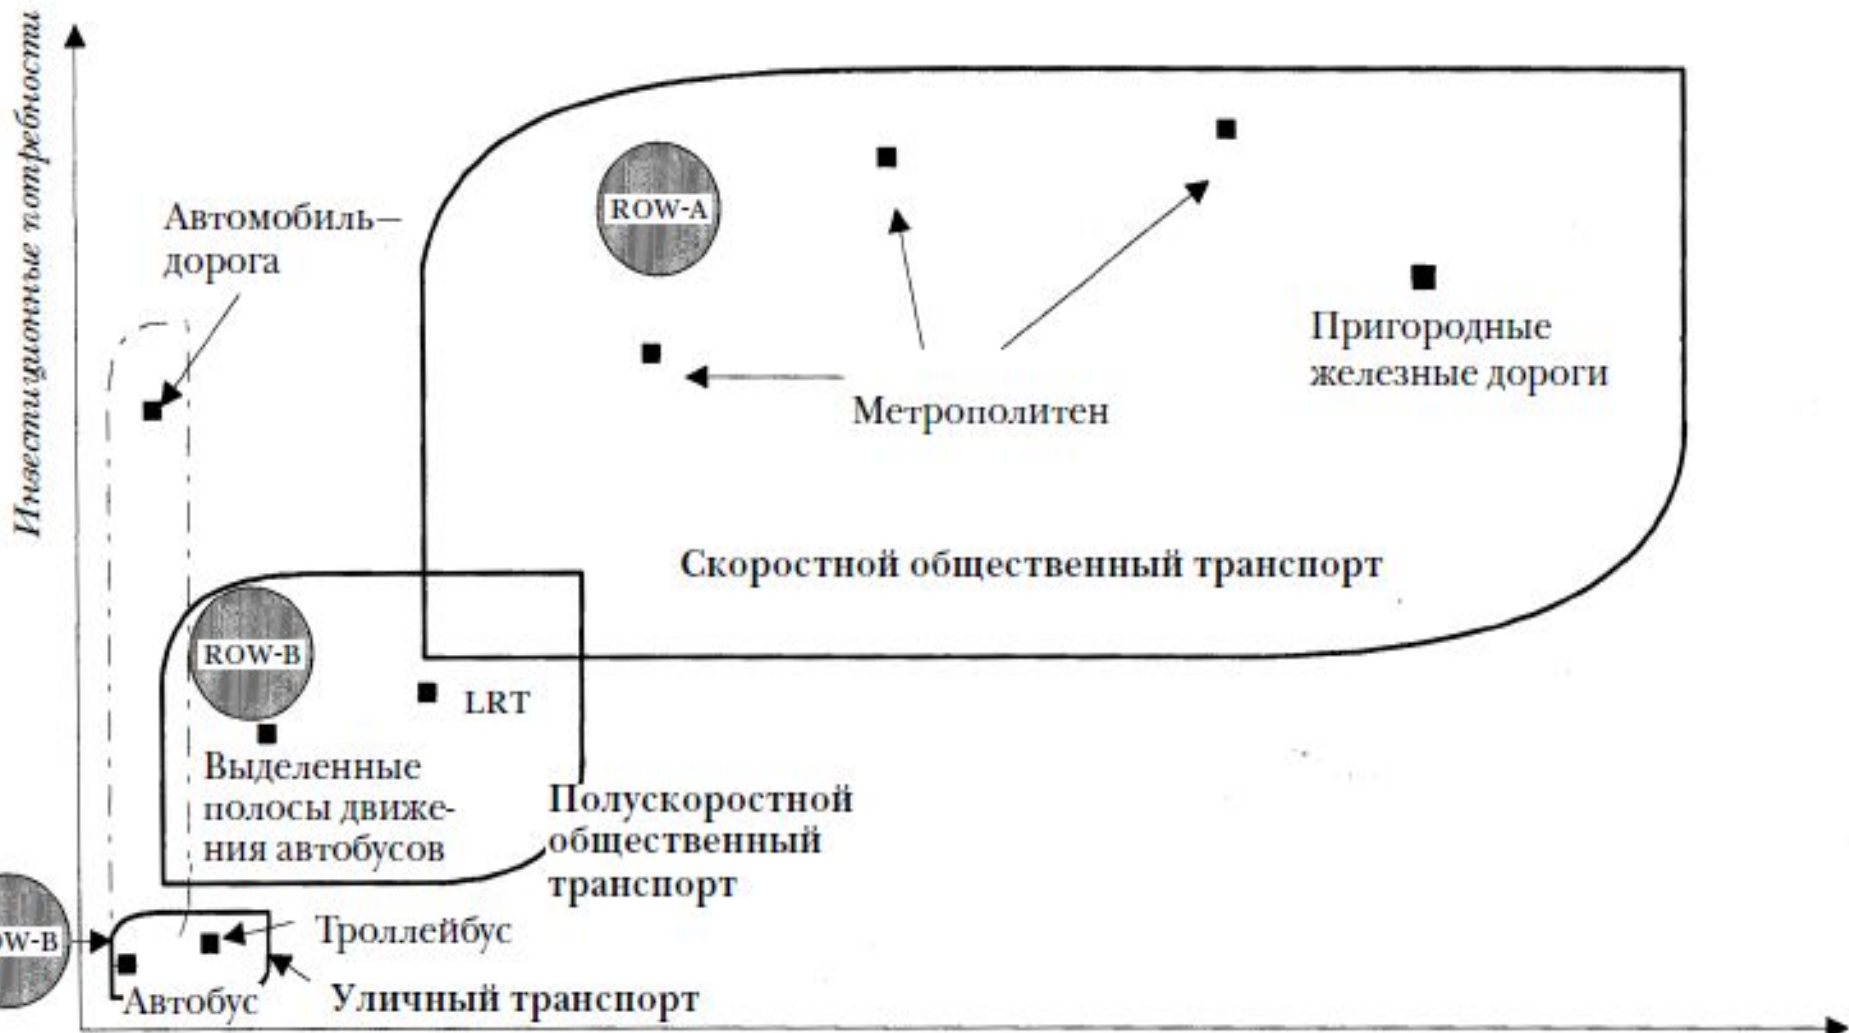 Инвестиционные потребности
Автомобиль–
дорога
ROW-A
Пригородные
железные дороги
Метрополитен
Скоростной общественный транспорт
ROW-B
LRT
Выделенные
полосы движе-
ния автобусов
Полускоростной
общественный
транспорт
OW-B
Троллейбус
Автобус
Уличный транспорт